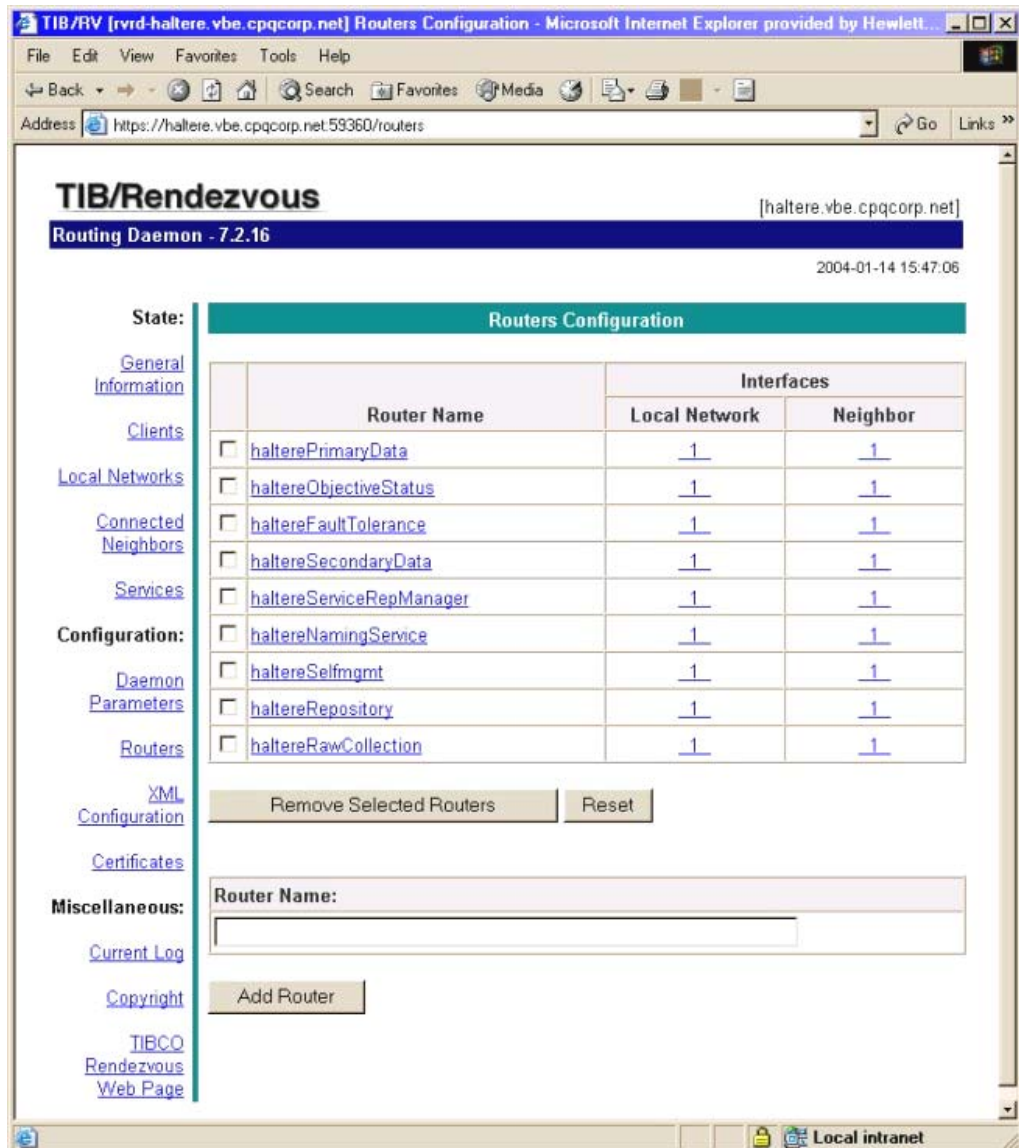 TIB/RV [rvrd-haltere.vbe.cpqcorp.net] Routers Configuration - Microsoft Internet Explorer provided by Hewlett...
File Edit View Favorites Tools Help
Back Search Favorites Media
Address https://haltere.vbe.cpqcorp.net:59360/routers Go Links »
TIB/Rendezvous
[haltere.vbe.cpqcorp.net]
Routing Daemon - 7.2.16
2004-01-14 15:47:06
State:
General
Information
Clients
Local Networks
Connected
Neighbors
Services
Configuration:
Daemon
Parameters
Routers
XML
Configuration
Certificates
Miscellaneous:
Current Log
Copyright
TIBCO
Rendezvous
Web Page
Routers Configuration
Interfaces
Router Name Local Network Neighbor
halterePrimaryData 1 1
haltereObjectiveStatus 1 1
haltereFaultTolerance 1 1
haltereSecondaryData 1 1
haltereServiceRepManager 1 1
haltereNamingService 1 1
haltereSelfmgmt 1 1
haltereRepository 1 1
haltereRawCollection 1 1
Remove Selected Routers Reset
Router Name:
Add Router
Local intranet